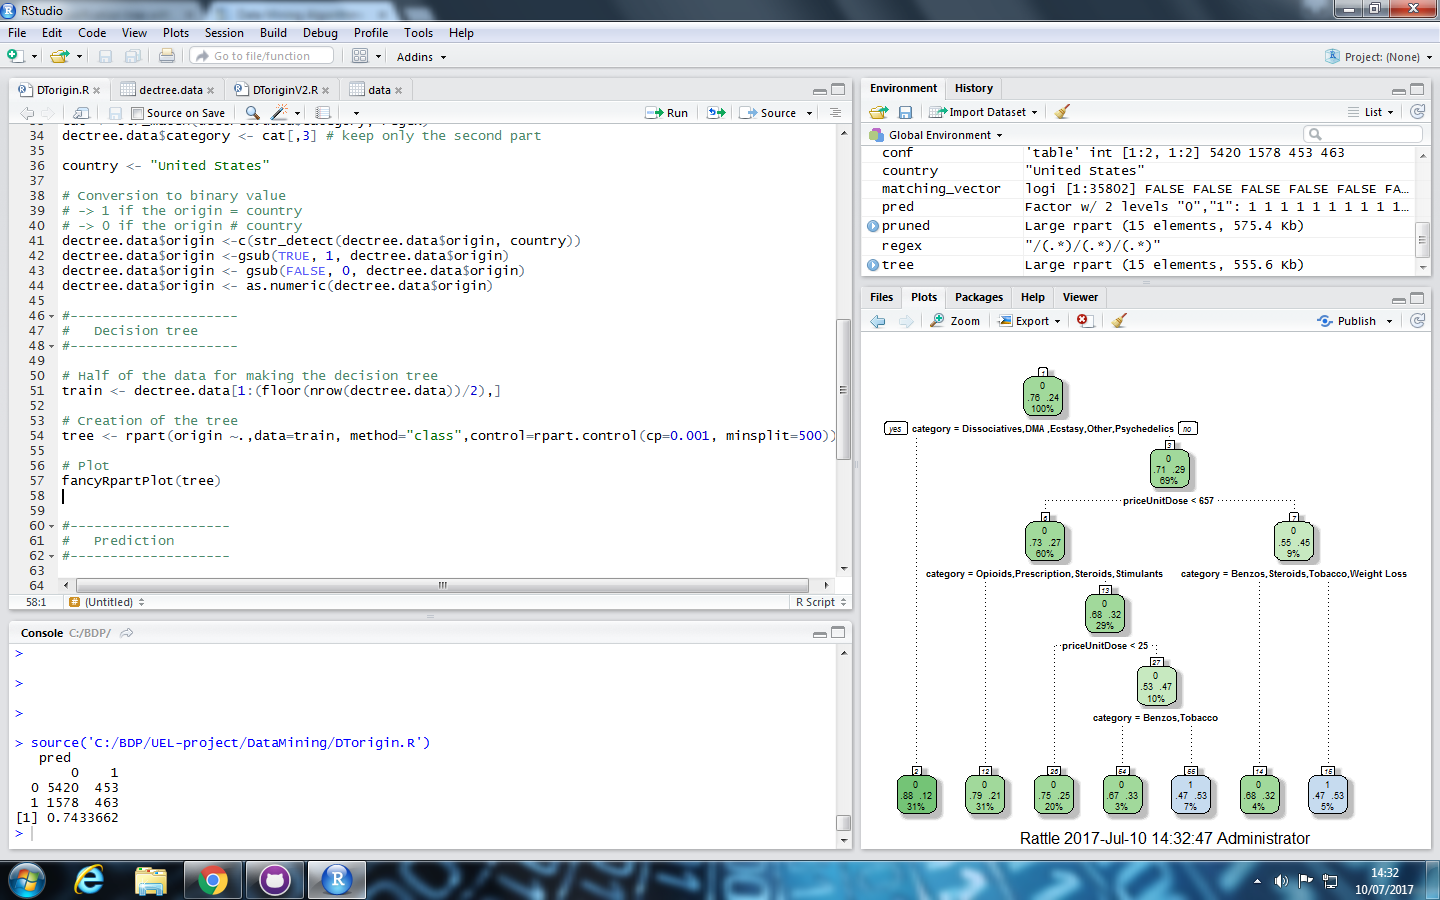 RStudio
File Edit Code View Plots Session Build Debug Profile Tools Help
Go to file/function Addins Project: (None)
DTorigin.R dectree.data DToriginV2.R data
Source on Save Run Source
34 dectree.data$category <- cat[,3] # keep only the second part
35
36 country <- "United States"
37
38 # Conversion to binary value
39 # -> 1 if the origin = country
40 # -> 0 if the origin # country
41 dectree.data$origin <-c(str_detect(dectree.data$origin, country))
42 dectree.data$origin <-gsub(TRUE, 1, dectree.data$origin)
43 dectree.data$origin <- gsub(FALSE, 0, dectree.data$origin)
44 dectree.data$origin <- as.numeric(dectree.data$origin)
45
46 #---------------------
47 #   Decision tree
48 #---------------------
49
50 # Half of the data for making the decision tree
51 train <- dectree.data[1:(floor(nrow(dectree.data))/2),]
52
53 # Creation of the tree
54 tree <- rpart(origin ~.,data=train, method="class",control=rpart.control(cp=0.001, minsplit=500))
55
56 # Plot
57 fancyRpartPlot(tree)
58
59
60 #--------------------
61 #   Prediction
62 #--------------------
63
64
58:1 (Untitled) R Script
Console C:/BDP/
>
>
>
> source('C:/BDP/UEL-project/DataMining/DTorigin.R')
pred
0 1
0 5420 453
1 1578 463
[1] 0.7433662
>
Environment History
Import Dataset List
Global Environment
conf 'table' int [1:2, 1:2] 5420 1578 453 463
country "United States"
matching_vector logi [1:35802] FALSE FALSE FALSE FALSE FALSE FA...
pred Factor w/ 2 levels "0","1": 1 1 1 1 1 1 1 1 1 1...
pruned Large rpart (15 elements, 575.4 Kb)
regex "/(.*)/(.*)/(.*)"
tree Large rpart (15 elements, 555.6 Kb)
Files Plots Packages Help Viewer
Zoom Export Publish
1
0
.76 .24
100%
yes category = Dissociatives,DMA ,Ecstasy,Other,Psychedelics no
3
0
.71 .29
69%
priceUnitDose < 657
6 7
0 0
.73 .27 .55 .45
60% 9%
category = Opioids,Prescription,Steroids,Stimulants category = Benzos,Steroids,Tobacco,Weight Loss
13
0
.68 .32
29%
priceUnitDose < 25
27
0
.53 .47
10%
category = Benzos,Tobacco
2 12 26 54 55 14 15
0 0 0 0 1 0 1
.88 .12 .79 .21 .75 .25 .67 .33 .47 .53 .68 .32 .47 .53
31% 31% 20% 3% 7% 4% 5%
Rattle 2017-Jul-10 14:32:47 Administrator
14:32
10/07/2017